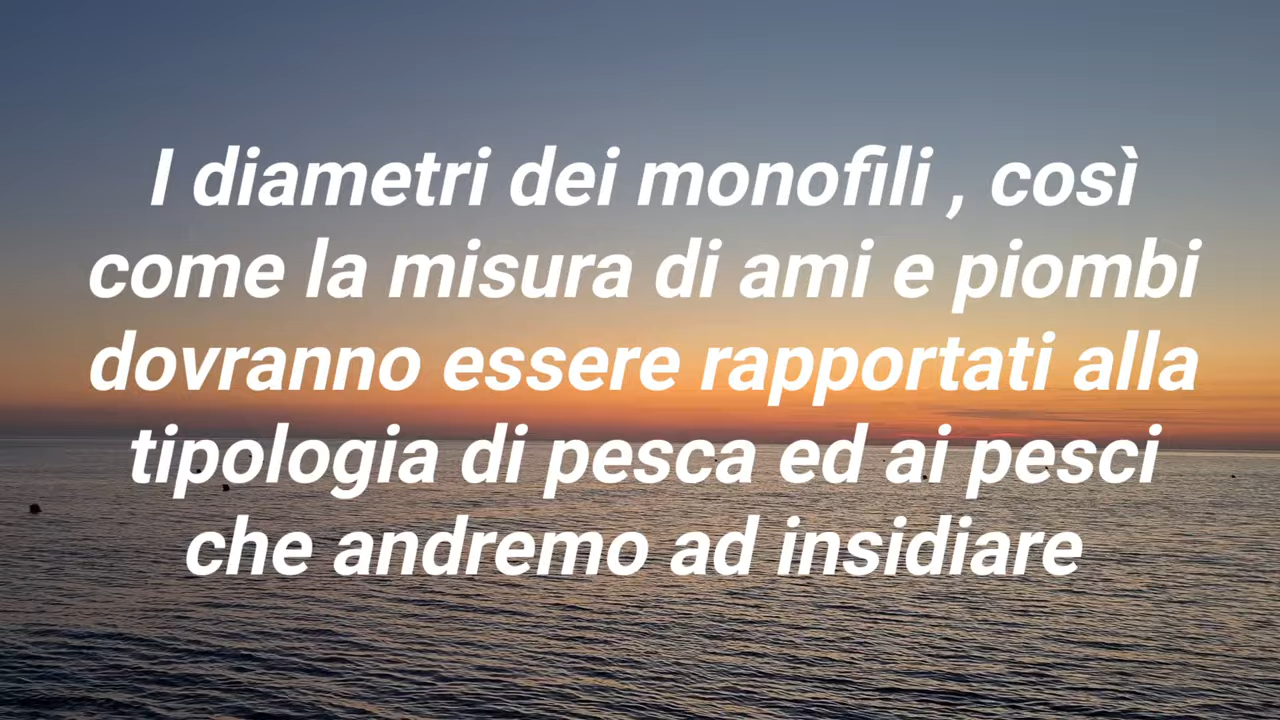 I diametri dei monofili , così
come la misura di ami e piombi
dovranno essere rapportati alla
tipologia di pesca ed ai pesci
che andremo ad insidiare